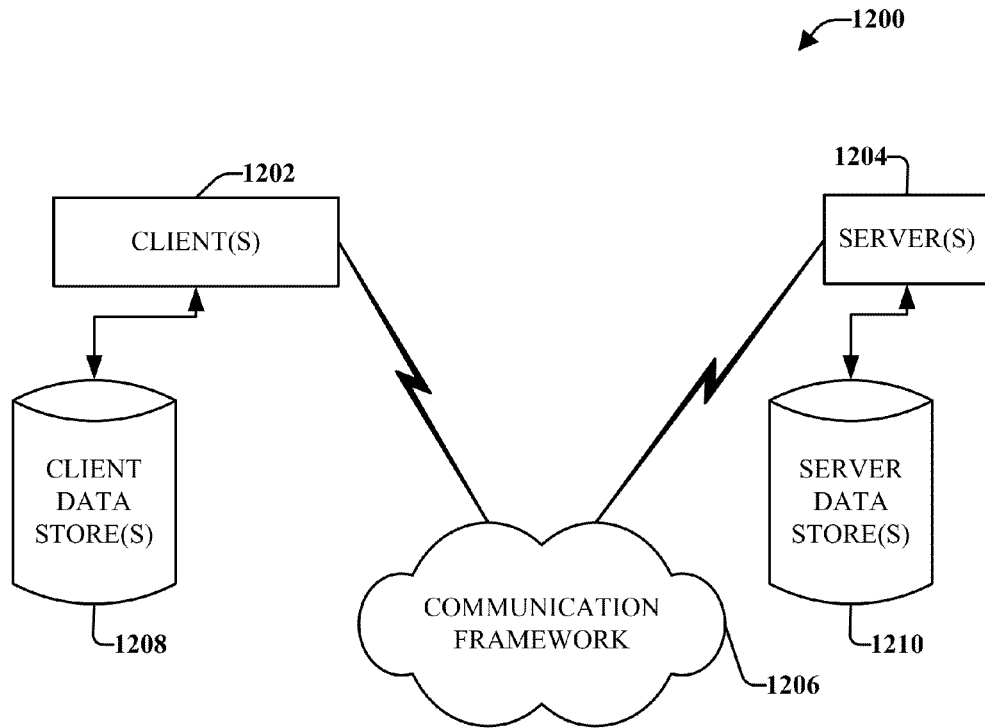 1200
1202
1204
CLIENT(S)
SERVER(S)
CLIENT
DATA
STORE(S)
SERVER
DATA
STORE(S)
COMMUNICATION
FRAMEWORK
1208
1210
1206